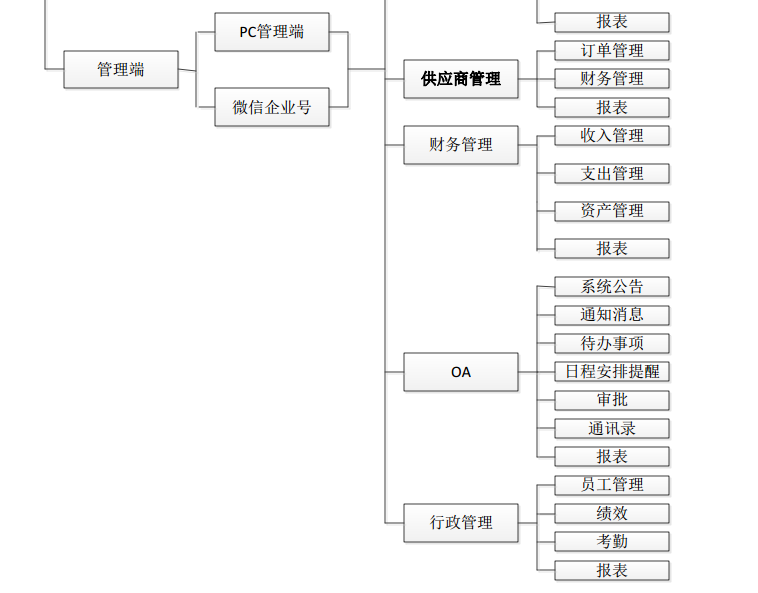 管理端
PC管理端
微信企业号
报表
供应商管理
订单管理
财务管理
报表
财务管理
收入管理
支出管理
资产管理
报表
OA
系统公告
通知消息
待办事项
日程安排提醒
审批
通讯录
报表
行政管理
员工管理
绩效
考勤
报表